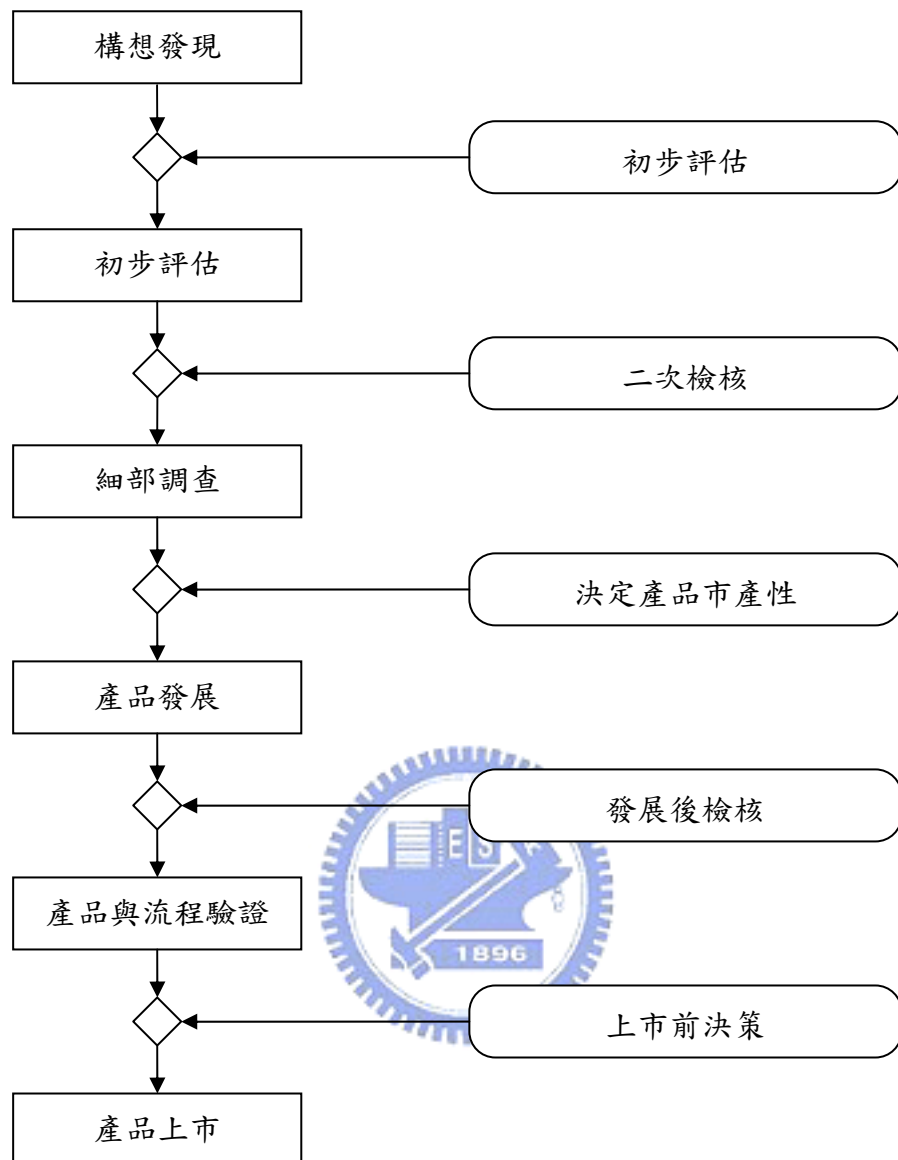 構想發現
初步評估
初步評估
二次檢核
細部調查
決定產品市產性
產品發展
發展後檢核
ES
產品與流程驗證
1896
上市前決策
產品上市